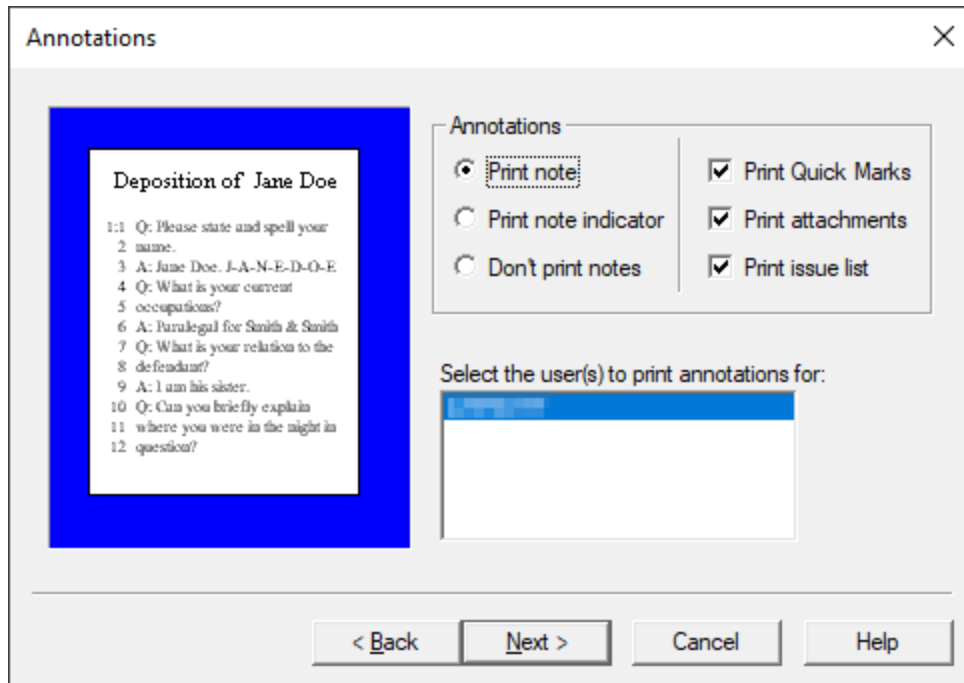 Annotations
Deposition of Jane Doe
1:1 Q: Please state and spell your
2 name.
3 A: Jane Doe. J-A-N-E-D-O-E
4 Q: What is your current
5 occupations?
6 A: Paralegal for Smith & Smith
7 Q: What is your relation to the
8 defendant?
9 A: I am his sister.
10 Q: Can you briefly explain
11 where you were in the night in
12 question?
Annotations
Print note
Print note indicator
Don't print notes
Print Quick Marks
Print attachments
Print issue list
Select the user(s) to print annotations for:
< Back
Next >
Cancel
Help